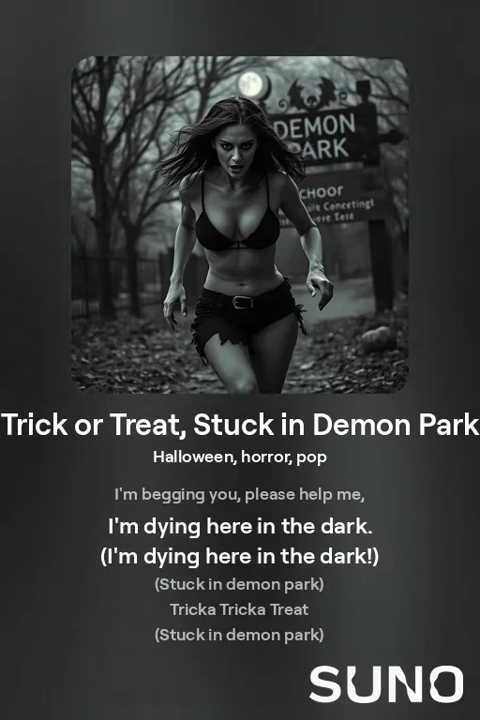 DEMON
PARK
CHOOR
Trick or Treat, Stuck in Demon Park
Halloween, horror, pop
I'm begging you, please help me,
I'm dying here in the dark.
(I'm dying here in the dark!)
(Stuck in demon park)
Tricka Tricka Treat
(Stuck in demon park)
SUNO